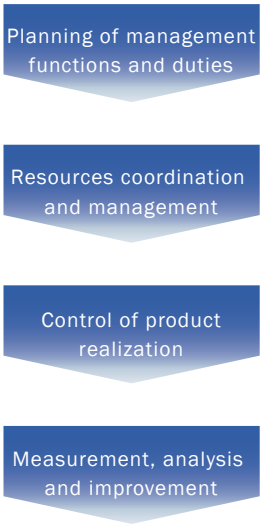 Planning of management
functions and duties
Resources coordination
and management
Control of product
realization
Measurement, analysis
and improvement